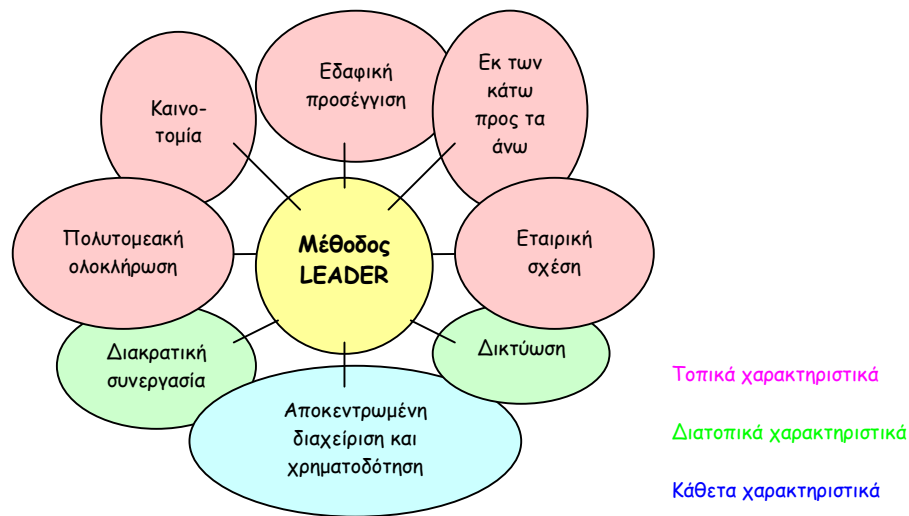 Εδαφική
προσέγγιση
Εκ των
κάτω
προς τα
άνω
Καινο-
τομία
Πολυτομεακή
ολοκλήρωση
Μέθοδος
LEADER
Εταιρική
σχέση
Διακρατική
συνεργασία
Δικτύωση
Αποκεντρωμένη
διαχείριση και
χρηματοδότηση
Τοπικά χαρακτηριστικά
Διατοπικά χαρακτηριστικά
Κάθετα χαρακτηριστικά